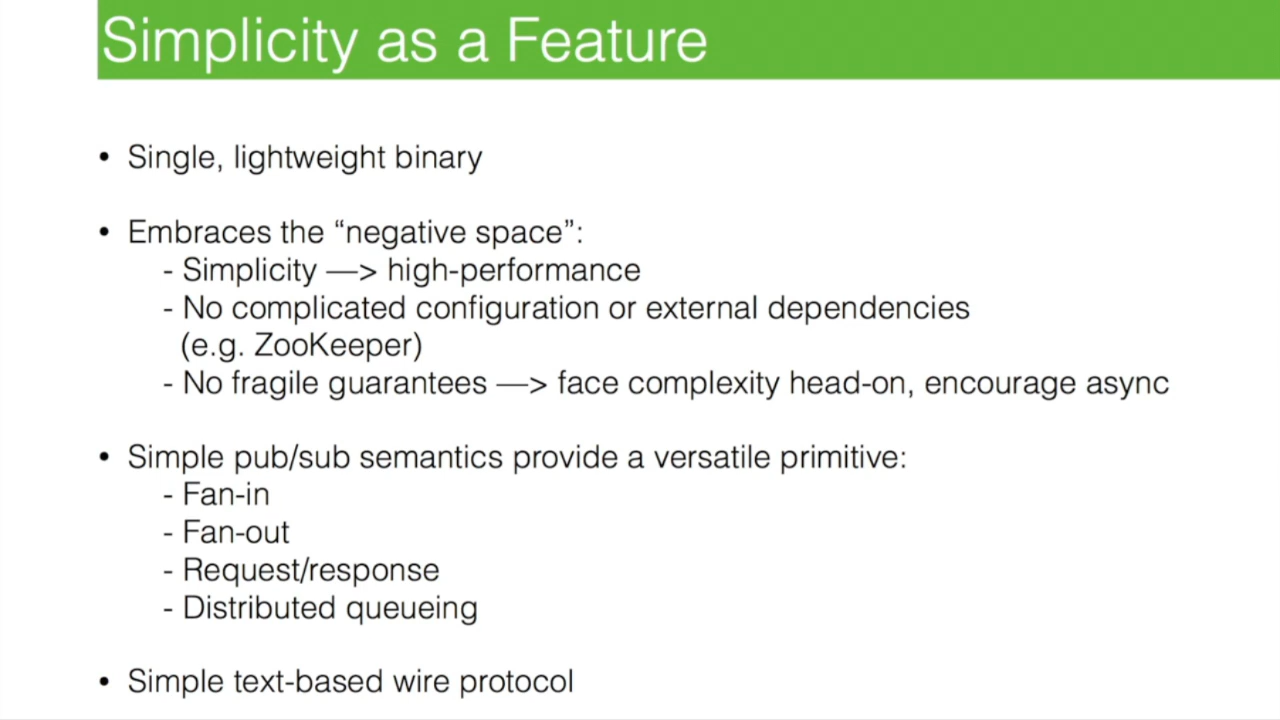 Simplicity as a Feature
• Single, lightweight binary
• Embraces the “negative space”:
- Simplicity —> high-performance
- No complicated configuration or external dependencies
(e.g. ZooKeeper)
- No fragile guarantees —> face complexity head-on, encourage async
• Simple pub/sub semantics provide a versatile primitive:
- Fan-in
- Fan-out
- Request/response
- Distributed queueing
• Simple text-based wire protocol